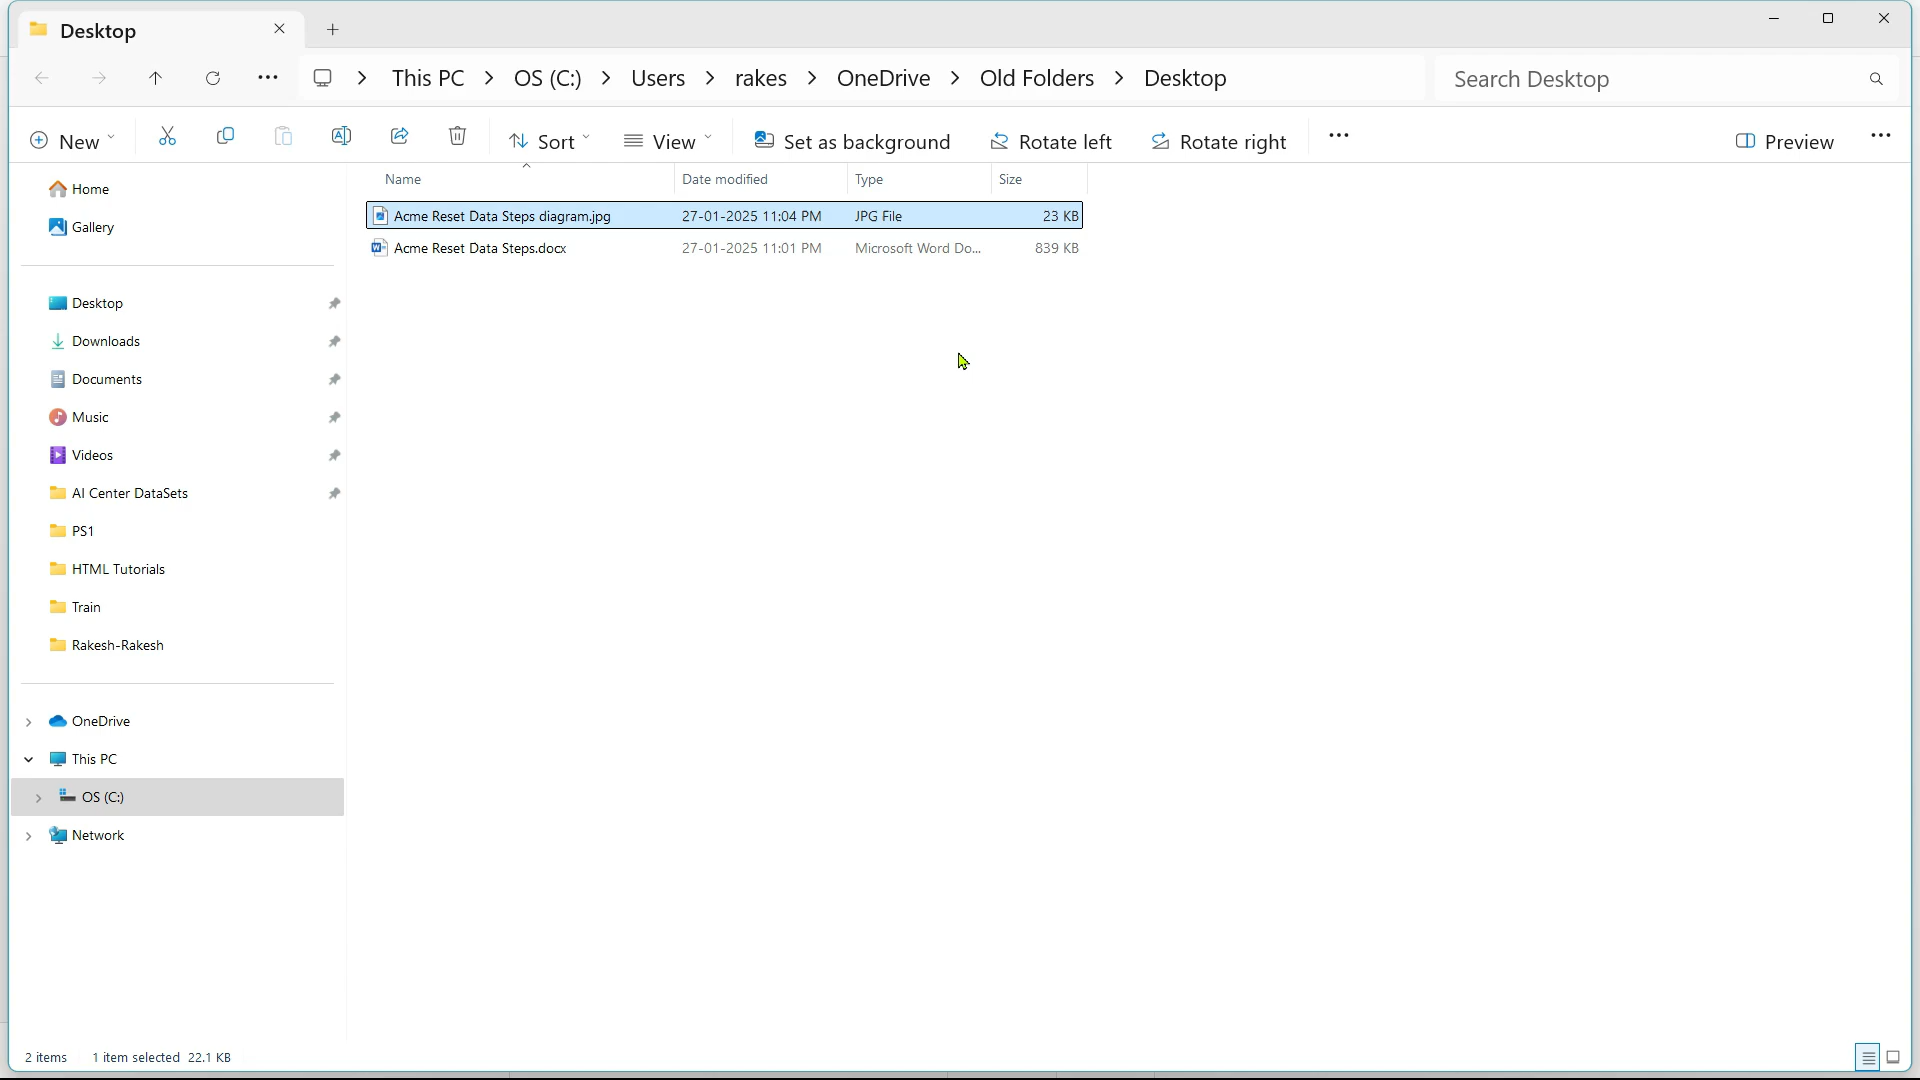 Desktop
This PC > OS (C:) > Users > rakes > OneDrive > Old Folders > Desktop
Search Desktop
New
Sort
View
Set as background
Rotate left
Rotate right
Preview
Home
Gallery
Desktop
Downloads
Documents
Music
Videos
AI Center DataSets
PS1
HTML Tutorials
Train
Rakesh-Rakesh
OneDrive
This PC
OS (C:)
Network
Name Date modified Type Size
Acme Reset Data Steps diagram.jpg 27-01-2025 11:04 PM JPG File 23 KB
Acme Reset Data Steps.docx 27-01-2025 11:01 PM Microsoft Word Do... 839 KB
2 items 1 item selected 22.1 KB